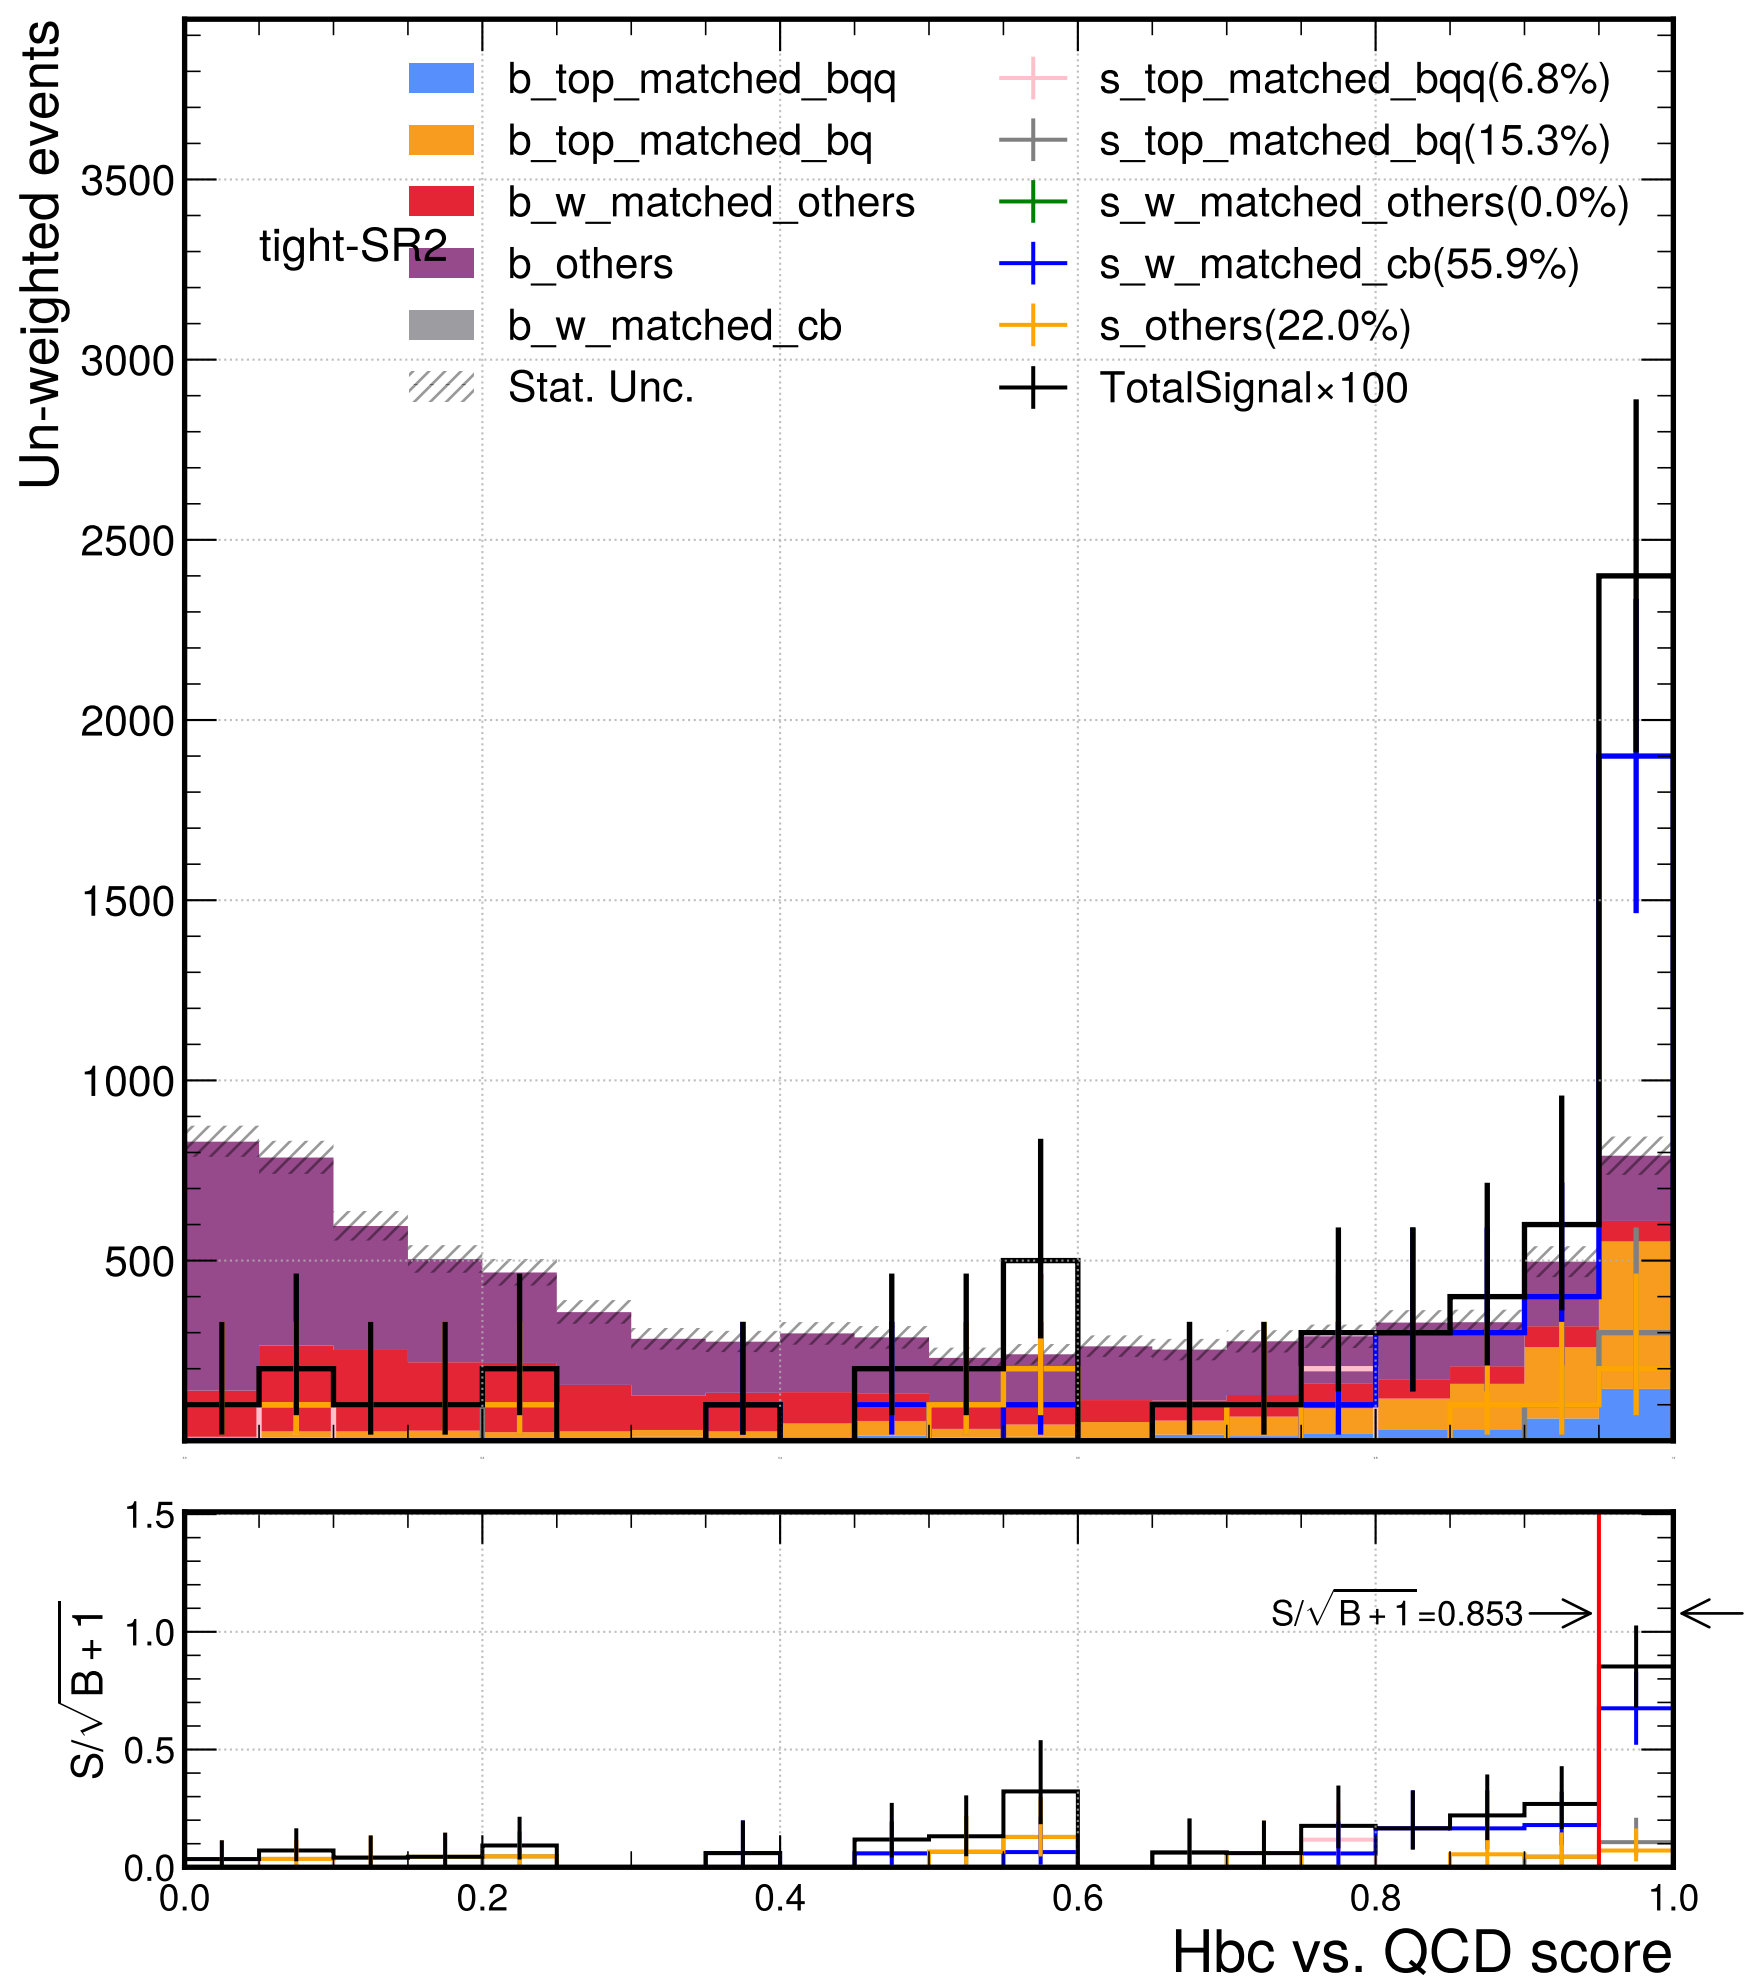 Un-weighted events
b_top_matched_bqq
b_top_matched_bq
b_w_matched_others
b_others
b_w_matched_cb
Stat. Unc.
s_top_matched_bqq(6.8%)
s_top_matched_bq(15.3%)
s_w_matched_others(0.0%)
s_w_matched_cb(55.9%)
s_others(22.0%)
TotalSignal×100
tight-SR2
3500
3000
2500
2000
1500
1000
500
S/√B+1
1.5
1.0
0.5
0.0
S/√B+1=0.853
0.0 0.2 0.4 0.6 0.8 1.0
Hbc vs. QCD score